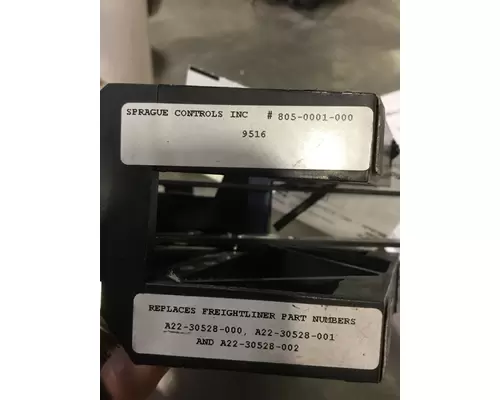 SPRAGUE CONTROLS INC # 805-0001-000
9516
REPLACES FREIGHTLINER PART NUMBERS
A22-30528-000, A22-30528-001
AND A22-30528-002